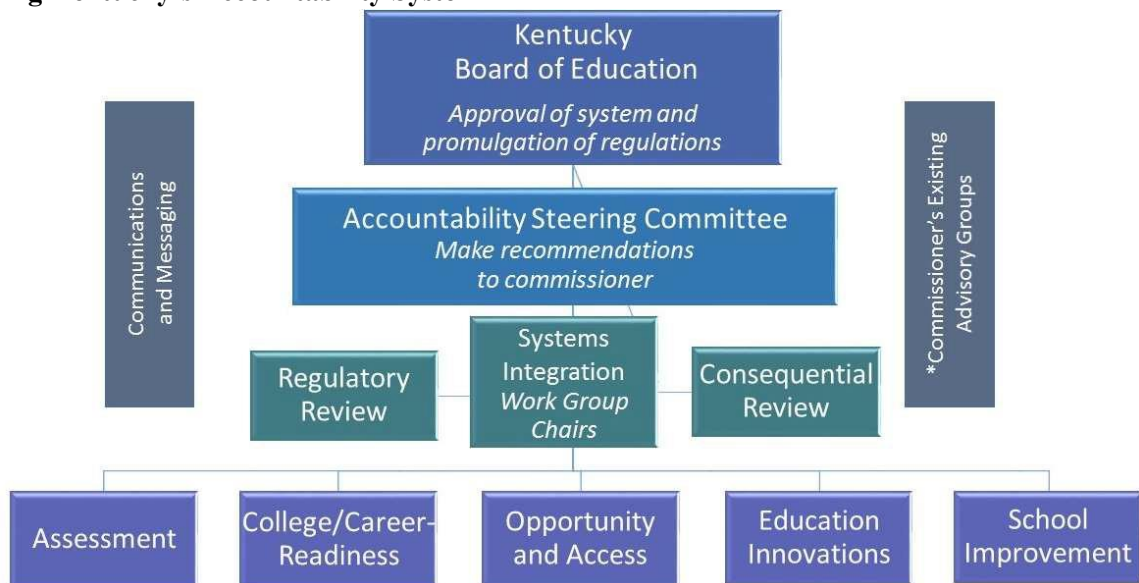 Kentucky
Board of Education
Approval of system and
promulgation of regulations
Communications
and Messaging
*Commissioner's Existing
Advisory Groups
Accountability Steering Committee
Make recommendations
to commissioner
Systems
Integration
Work Group
Chairs
Regulatory
Review
Consequential
Review
Assessment
College/Career-
Readiness
Opportunity
and Access
Education
Innovations
School
Improvement